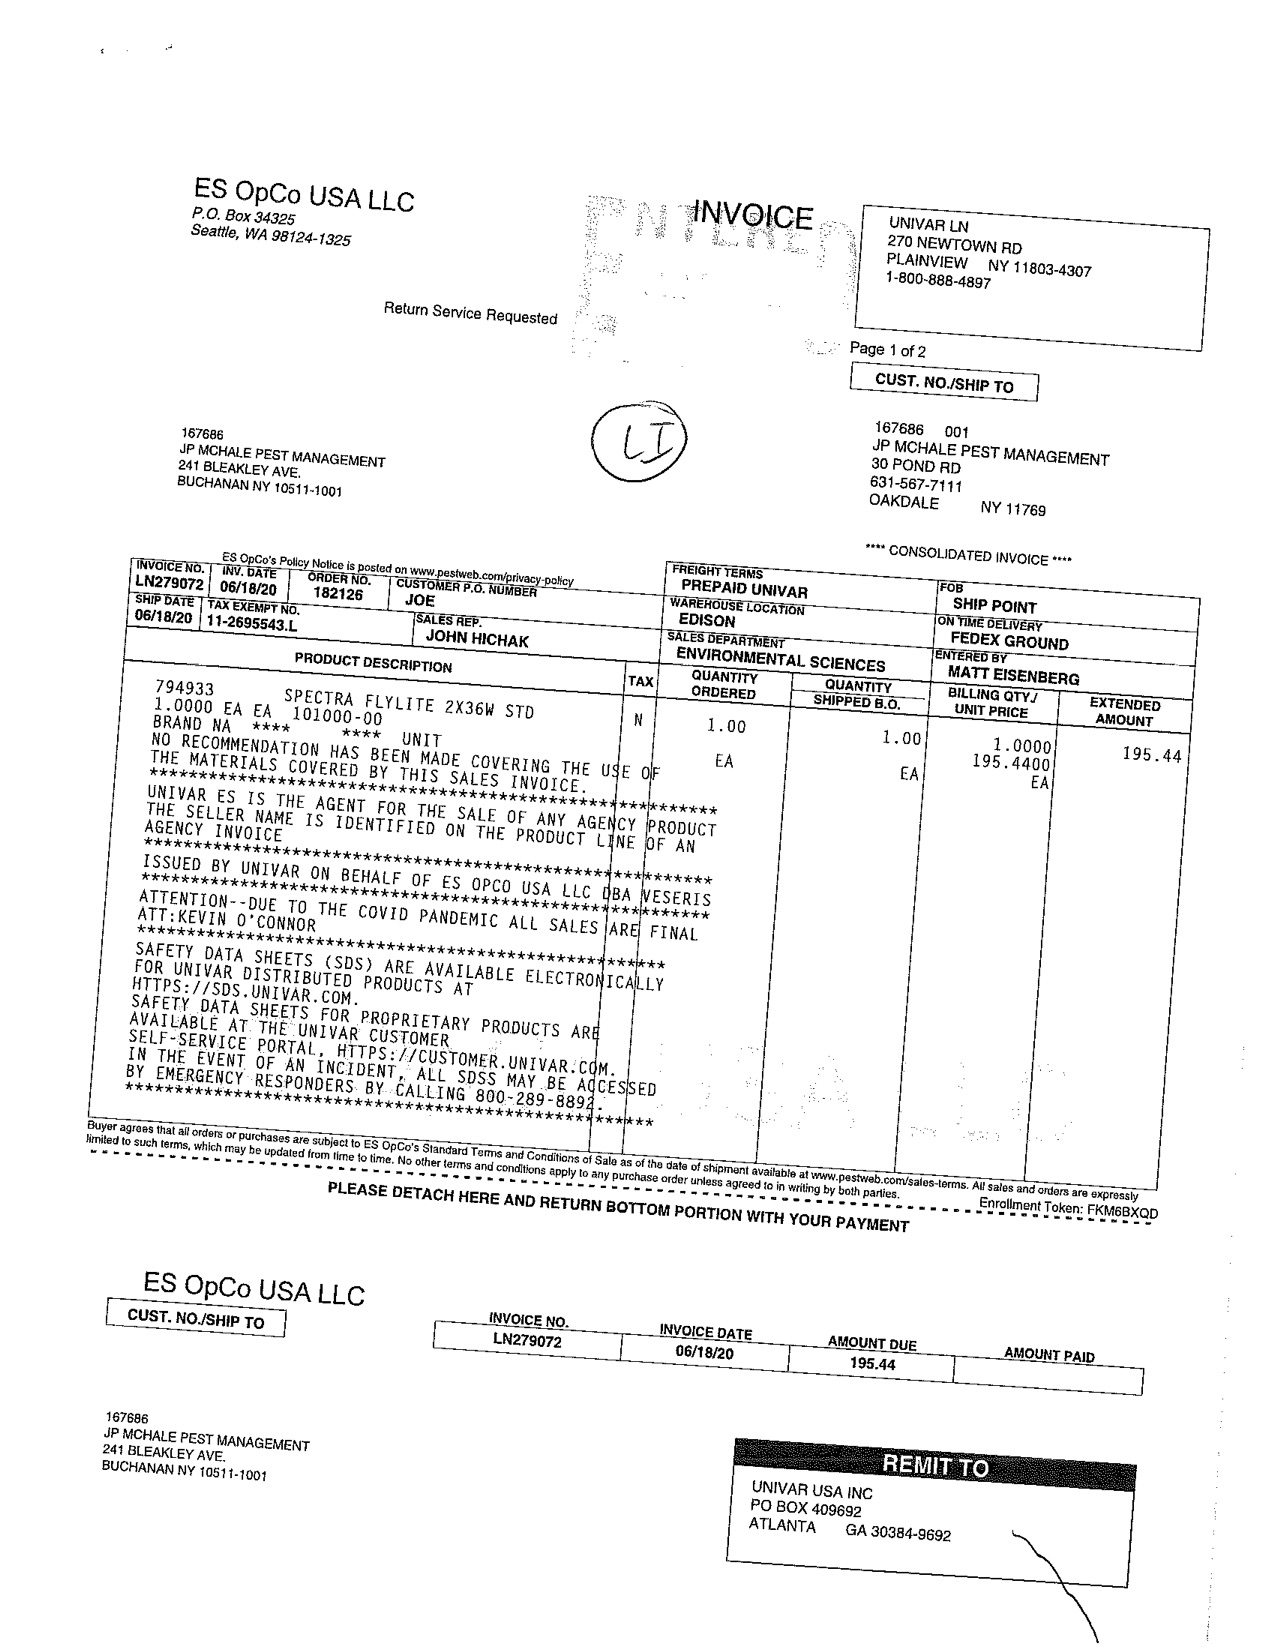 ES OpCo USA LLC
P.O. Box 34325
Seattle, WA 98124-1325
INVOICE
ENTERED
UNIVAR LN
270 NEWTOWN RD
PLAINVIEW NY 11803-4307
1-800-888-4897
Return Service Requested
Page 1 of 2
CUST. NO./SHIP TO
LI
167686
JP MCHALE PEST MANAGEMENT
241 BLEAKLEY AVE.
BUCHANAN NY 10511-1001
167686 001
JP MCHALE PEST MANAGEMENT
30 POND RD
631-567-7111
OAKDALE NY 11769
**** CONSOLIDATED INVOICE ****
ES OpCo's Policy Notice is posted on www.pestweb.com/privacy-policy
INVOICE NO. INV. DATE ORDER NO. CUSTOMER P.O. NUMBER
LN279072 06/18/20 182126 JOE
SHIP DATE TAX EXEMPT NO. SALES REP.
06/18/20 11-2695543.L JOHN HICHAK
FREIGHT TERMS FOB
PREPAID UNIVAR SHIP POINT
WAREHOUSE LOCATION ON TIME DELIVERY
EDISON FEDEX GROUND
SALES DEPARTMENT ENTERED BY
ENVIRONMENTAL SCIENCES MATT EISENBERG
PRODUCT DESCRIPTION TAX QUANTITY ORDERED QUANTITY SHIPPED B.O. BILLING QTY./ UNIT PRICE EXTENDED AMOUNT
794933 SPECTRA FLYLITE 2X36W STD N 1.00 1.00 1.0000 195.44
1.0000 EA EA 101000-00 EA EA 195.4400
BRAND NA **** **** UNIT EA
NO RECOMMENDATION HAS BEEN MADE COVERING THE USE OF
THE MATERIALS COVERED BY THIS SALES INVOICE.
************************************************************
UNIVAR ES IS THE AGENT FOR THE SALE OF ANY AGENCY PRODUCT
THE SELLER NAME IS IDENTIFIED ON THE PRODUCT LINE OF AN
AGENCY INVOICE
************************************************************
ISSUED BY UNIVAR ON BEHALF OF ES OPCO USA LLC DBA VESERIS
************************************************************
ATTENTION--DUE TO THE COVID PANDEMIC ALL SALES ARE FINAL
ATT:KEVIN O'CONNOR
*******************************************************
SAFETY DATA SHEETS (SDS) ARE AVAILABLE ELECTRONICALLY
FOR UNIVAR DISTRIBUTED PRODUCTS AT
HTTPS://SDS.UNIVAR.COM.
SAFETY DATA SHEETS FOR PROPRIETARY PRODUCTS ARE
AVAILABLE AT THE UNIVAR CUSTOMER
SELF-SERVICE PORTAL, HTTPS://CUSTOMER.UNIVAR.COM.
IN THE EVENT OF AN INCIDENT, ALL SDSS MAY BE ACCESSED
BY EMERGENCY RESPONDERS BY CALLING 800-289-8892.
*******************************************************
Buyer agrees that all orders or purchases are subject to ES OpCo's Standard Terms and Conditions of Sale as of the date of shipment available at www.pestweb.com/sales-terms. All sales and orders are expressly
limited to such terms, which may be updated from time to time. No other terms and conditions apply to any purchase order unless agreed to in writing by both parties.
Enrollment Token: FKM6BXQD
PLEASE DETACH HERE AND RETURN BOTTOM PORTION WITH YOUR PAYMENT
ES OpCo USA LLC
CUST. NO./SHIP TO
INVOICE NO. INVOICE DATE AMOUNT DUE AMOUNT PAID
LN279072 06/18/20 195.44
167686
JP MCHALE PEST MANAGEMENT
241 BLEAKLEY AVE.
BUCHANAN NY 10511-1001
REMIT TO
UNIVAR USA INC
PO BOX 409692
ATLANTA GA 30384-9692